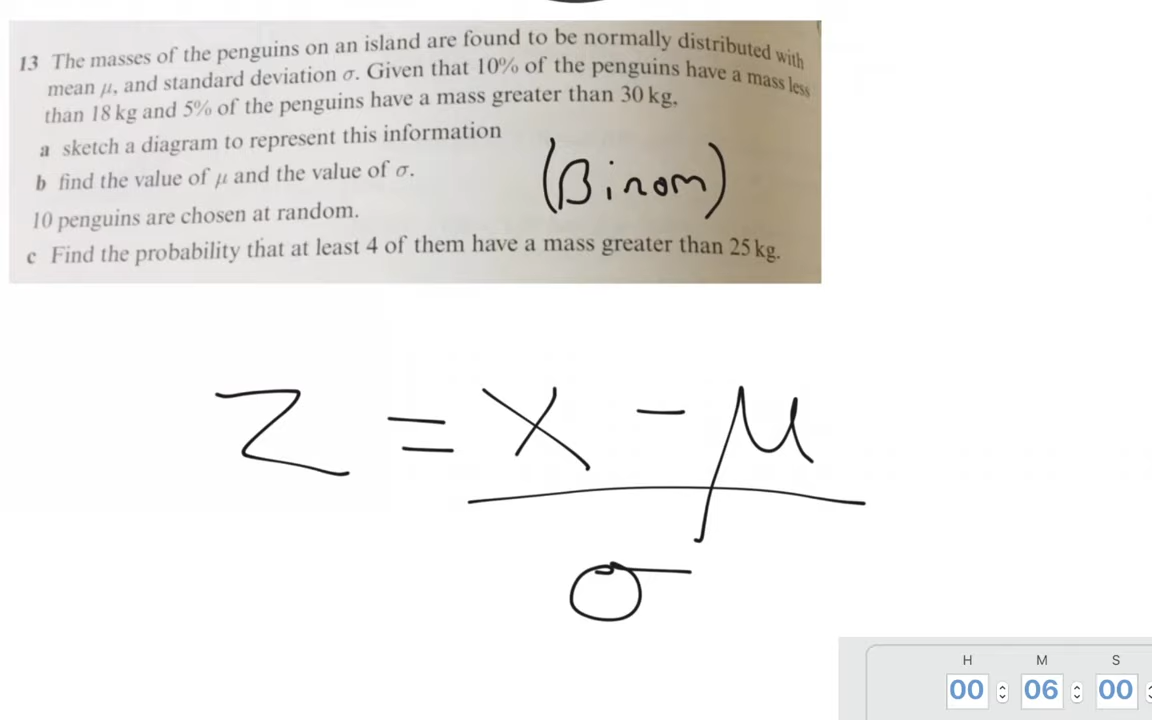 13 The masses of the penguins on an island are found to be normally distributed with
mean μ, and standard deviation σ. Given that 10% of the penguins have a mass less
than 18 kg and 5% of the penguins have a mass greater than 30 kg,
a sketch a diagram to represent this information
b find the value of μ and the value of σ.
(Binom)
10 penguins are chosen at random.
c Find the probability that at least 4 of them have a mass greater than 25 kg.
Z = X - μ
σ
H M S
00 : 06 : 00